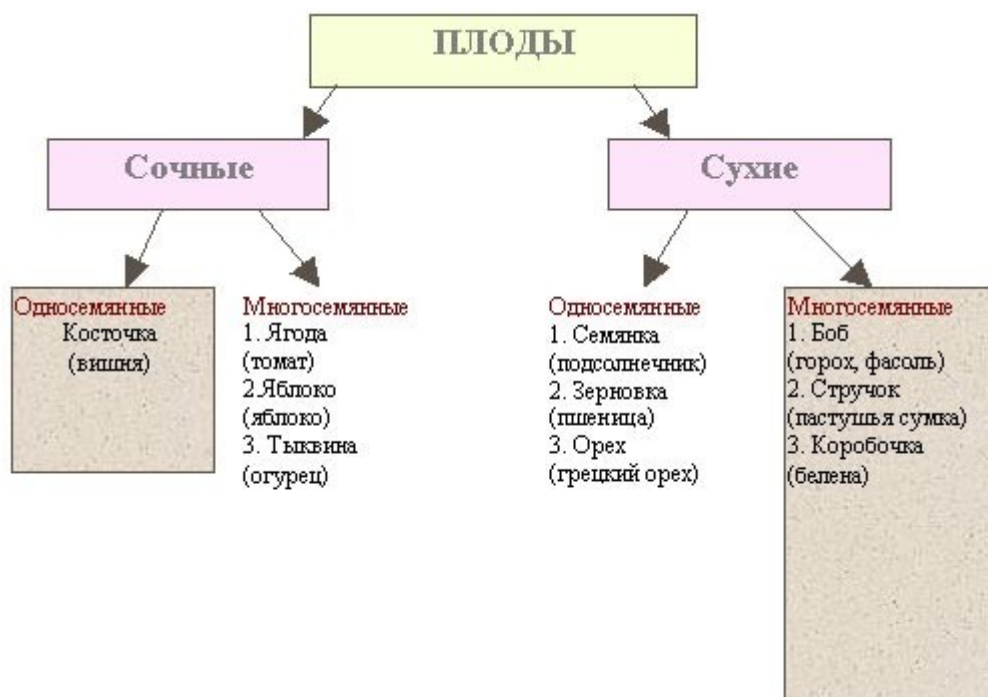 ПЛОДЫ
Сочные
Сухие
Односемянные
Косточка
(вишня)
Многосемянные
1. Ягода
(томат)
2.Яблоко
(яблоко)
3. Тыквина
(огурец)
Односемянные
1. Семянка
(подсолнечник)
2. Зерновка
(пшеница)
3. Орех
(грецкий орех)
Многосемянные
1. Боб
(горох, фасоль)
2. Стручок
(пастушья сумка)
3. Коробочка
(белена)